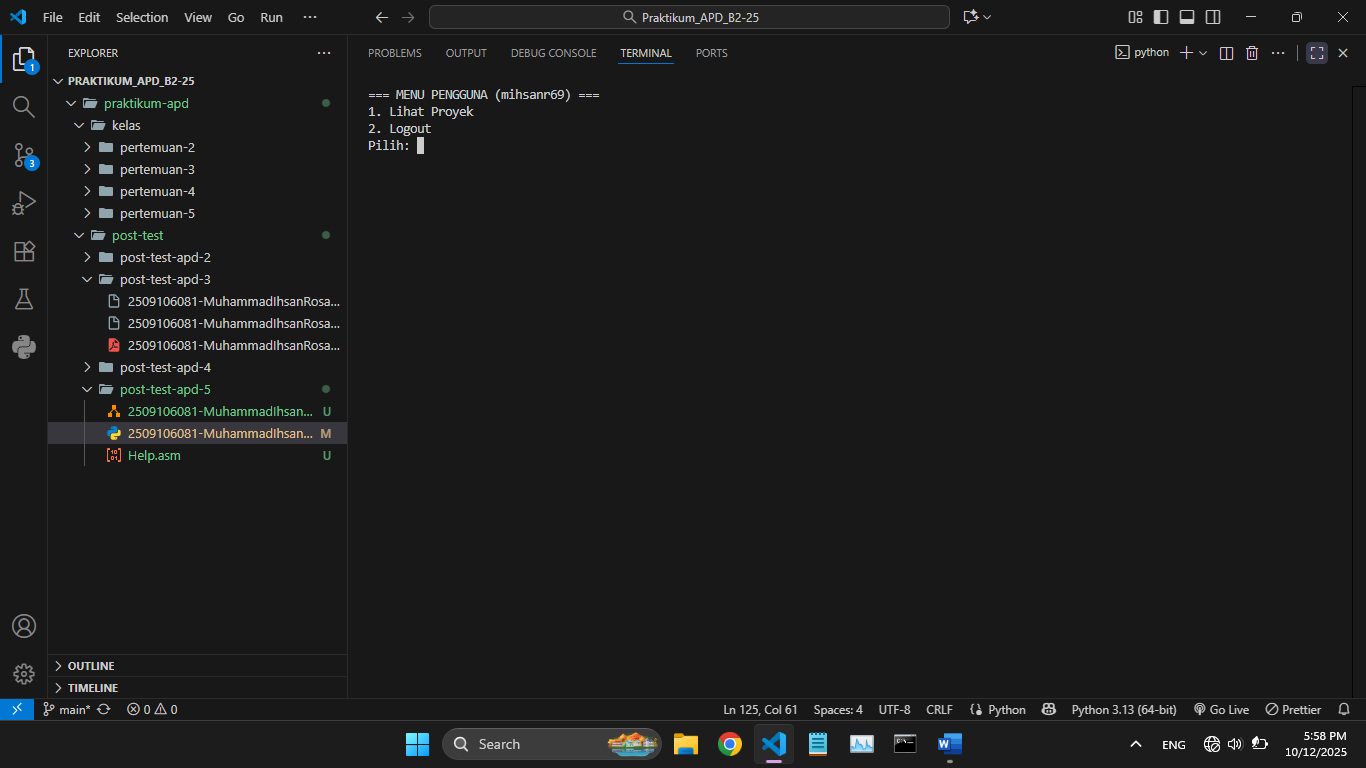 File Edit Selection View Go Run ···
Praktikum_APD_B2-25
EXPLORER ···
PRAKTIKUM_APD_B2-25
praktikum-apd
kelas
pertemuan-2
pertemuan-3
pertemuan-4
pertemuan-5
post-test
post-test-apd-2
post-test-apd-3
2509106081-MuhammadIhsanRosa...
2509106081-MuhammadIhsanRosa...
2509106081-MuhammadIhsanRosa...
post-test-apd-4
post-test-apd-5
2509106081-MuhammadIhsan... U
2509106081-MuhammadIhsan... M
Help.asm U
OUTLINE
TIMELINE
1
3
PROBLEMS OUTPUT DEBUG CONSOLE TERMINAL PORTS
python
=== MENU PENGGUNA (mihsanr69) ===
1. Lihat Proyek
2. Logout
Pilih:
main* 0 0 Ln 125, Col 61 Spaces: 4 UTF-8 CRLF Python Python 3.13 (64-bit) Go Live Prettier
Search
ENG
5:58 PM
10/12/2025